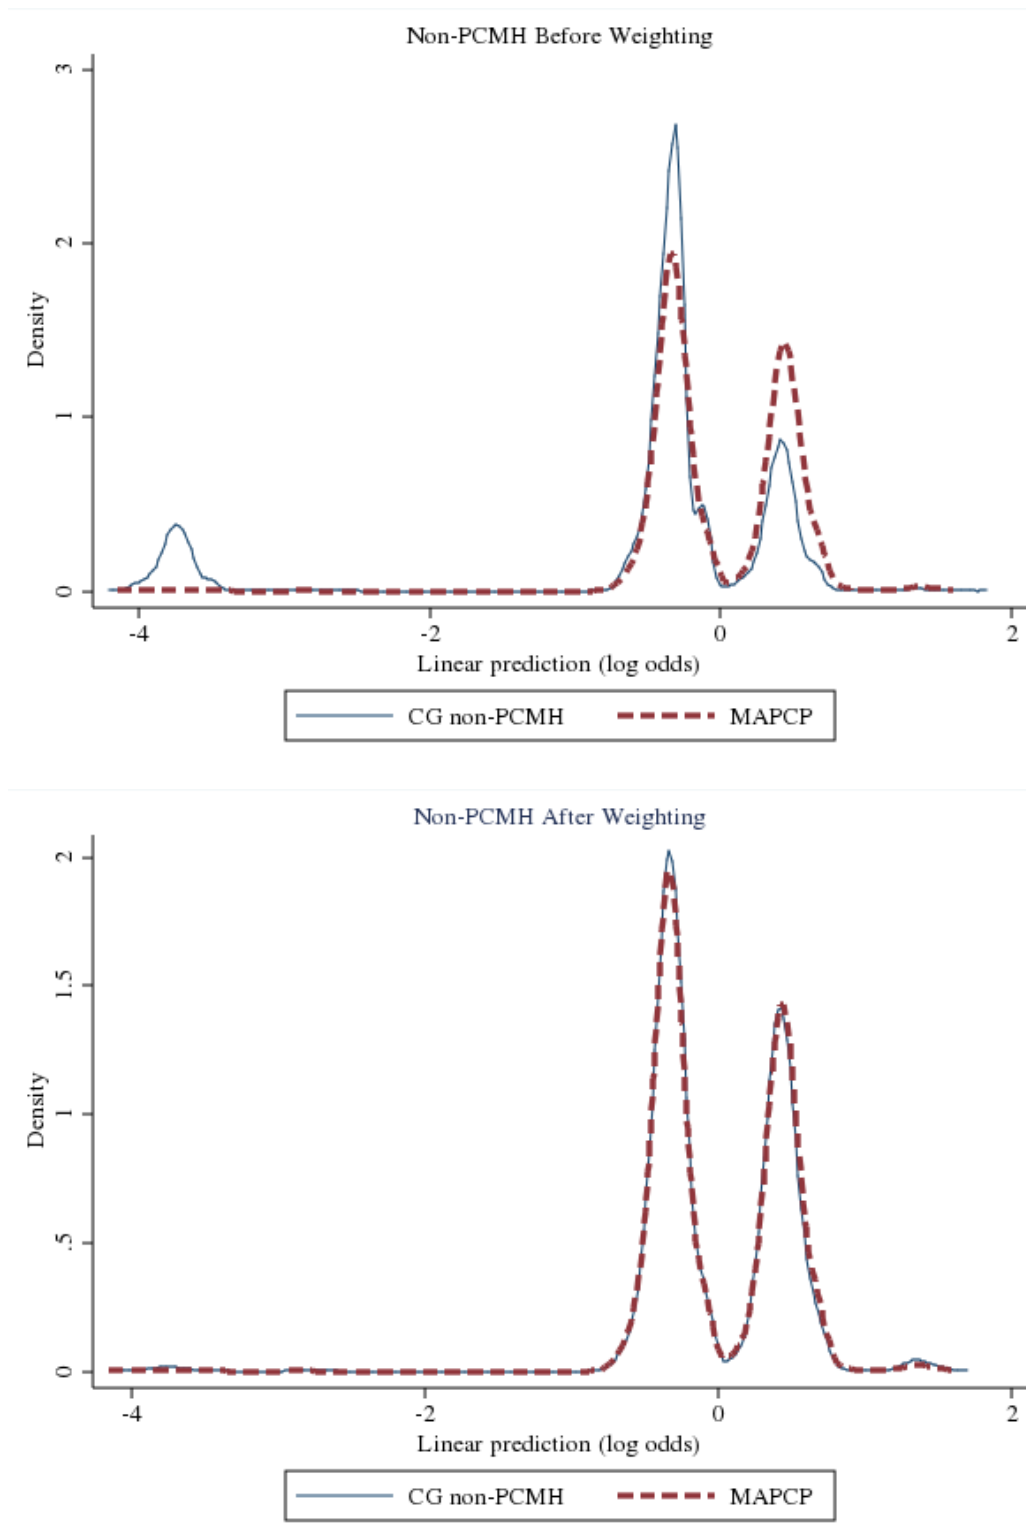 Non-PCMH Before Weighting
3
2
1
0
Density
-4 -2 0 2
Linear prediction (log odds)
CG non-PCMH MAPCP
Non-PCMH After Weighting
2
1.5
1
.5
0
Density
-4 -2 0 2
Linear prediction (log odds)
CG non-PCMH MAPCP